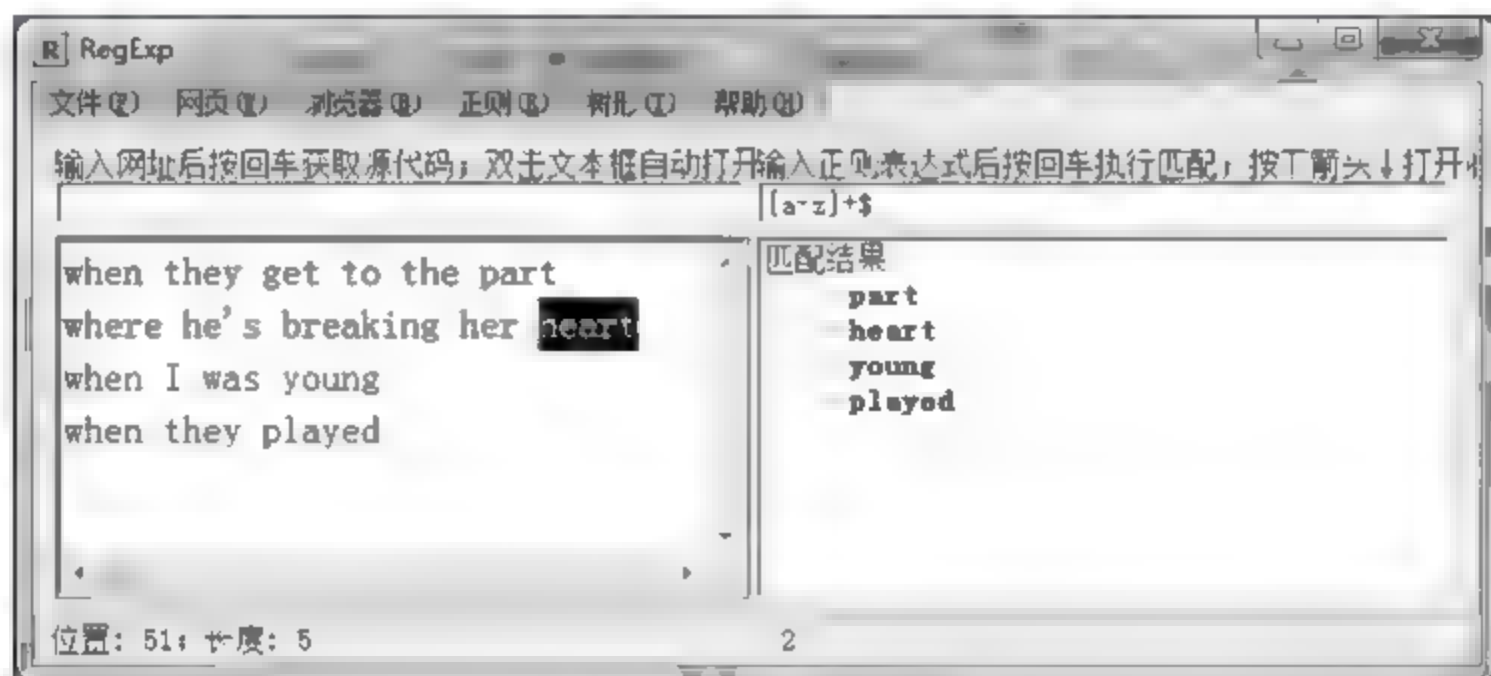 RegExp
文件(F) 网页(W) 浏览器(B) 正则(R) 树形(T) 帮助(H)
输入网址后按回车获取源代码；双击文本框自动打开
输入正则表达式后按回车执行匹配；按下箭头↓打开
[a-z]+$
when they get to the part
where he's breaking her heart
when I was young
when they played
匹配结果
part
heart
young
played
位置: 51; 长度: 5
2